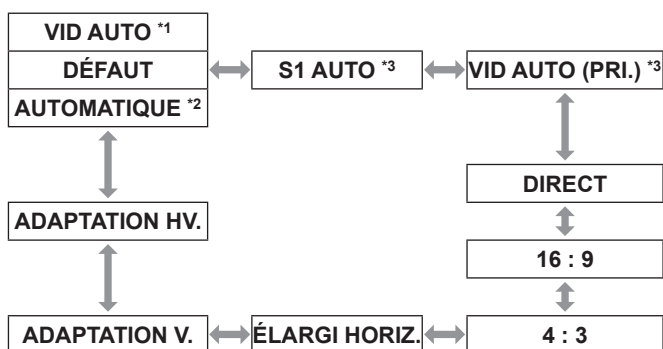 VID AUTO *1
DÉFAUT
AUTOMATIQUE *2
S1 AUTO *3
VID AUTO (PRI.) *3
DIRECT
ADAPTATION HV.
16 : 9
ADAPTATION V.
ÉLARGI HORIZ.
4 : 3